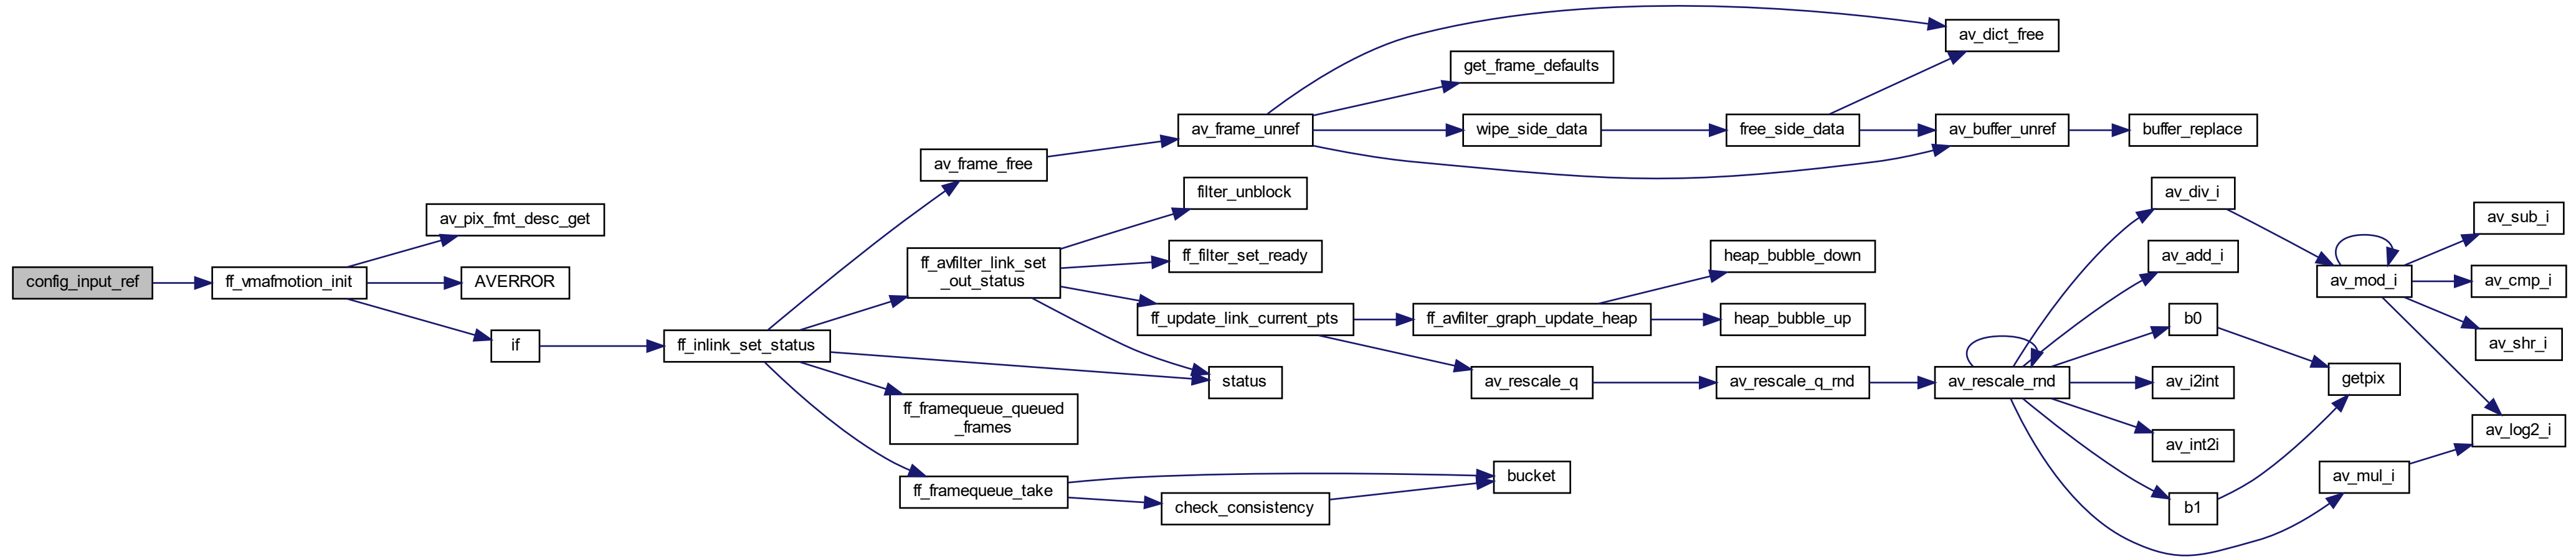 config_input_ref
ff_vmafmotion_init
av_pix_fmt_desc_get
AVERROR
if
ff_inlink_set_status
av_frame_free
ff_avfilter_link_set
_out_status
ff_framequeue_queued
_frames
ff_framequeue_take
av_frame_unref
filter_unblock
ff_filter_set_ready
ff_update_link_current_pts
status
check_consistency
bucket
get_frame_defaults
wipe_side_data
ff_avfilter_graph_update_heap
av_rescale_q
free_side_data
heap_bubble_down
heap_bubble_up
av_rescale_q_rnd
av_dict_free
av_buffer_unref
av_rescale_rnd
buffer_replace
av_div_i
av_add_i
b0
av_i2int
av_int2i
b1
av_mod_i
getpix
av_mul_i
av_sub_i
av_cmp_i
av_shr_i
av_log2_i